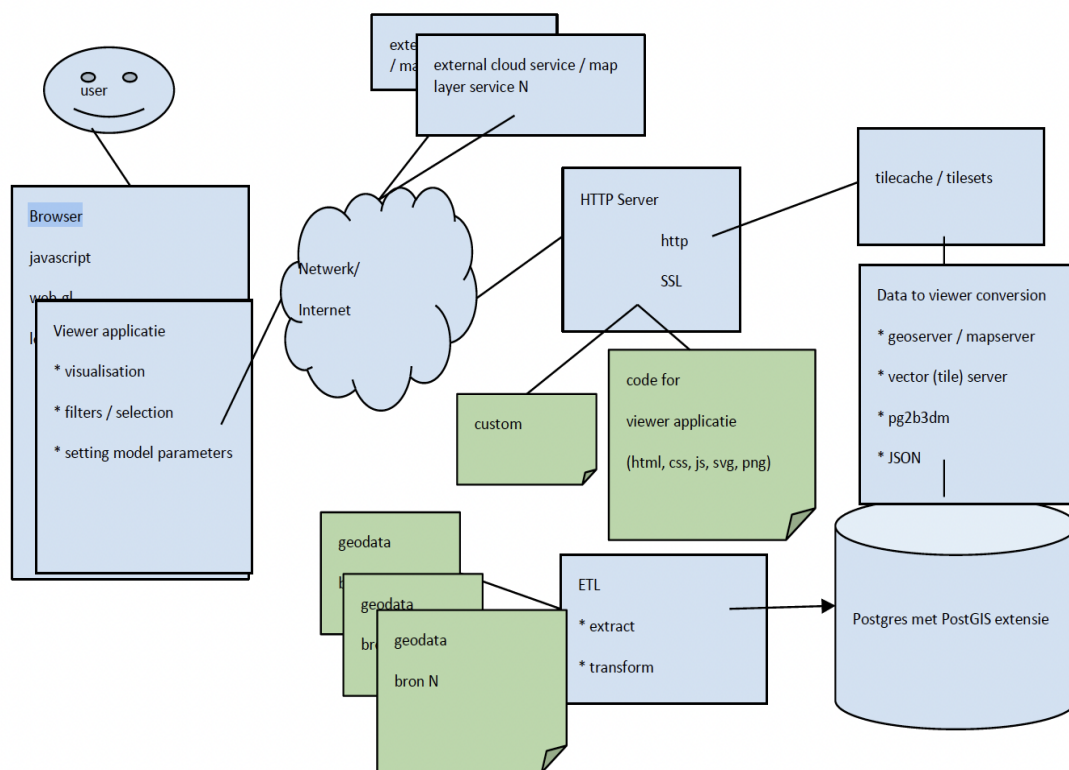 user
Browser
javascript
Viewer applicatie
* visualisation
* filters / selection
* setting model parameters
Netwerk/
Internet
external cloud service / map
layer service N
HTTP Server
http
SSL
tilecache / tilesets
Data to viewer conversion
* geoserver / mapserver
* vector (tile) server
* pg2b3dm
* JSON
custom
code for
viewer applicatie
(html, css, js, svg, png)
geodata
geodata
geodata
bron N
ETL
* extract
* transform
Postgres met PostGIS extensie